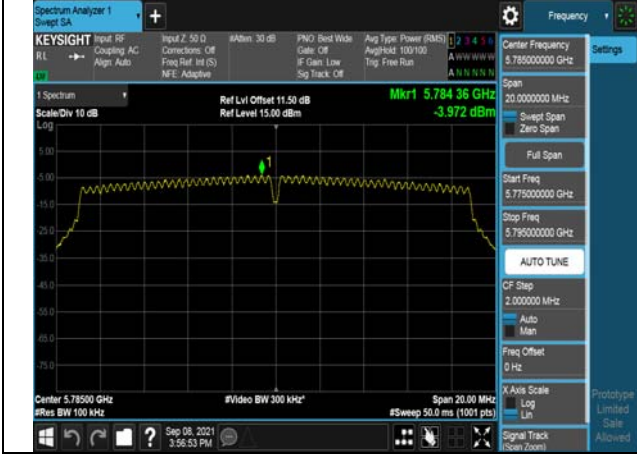 Spectrum Analyzer 1
Swept SA
+
Frequency
KEYSIGHT
RL
Input: RF
Coupling: AC
Align: Auto
Input Z: 50 Ω
Corrections: Off
Freq Ref: Int (S)
NFE: Adaptive
#Atten: 30 dB
PNO: Best Wide
Gate: Off
IF Gain: Low
Sig Track: Off
Avg Type: Power (RMS)
Avg|Hold: 100/100
Trig: Free Run
1 2 3 4 5 6
A W W W W W
A N N N N N
1 Spectrum
Scale/Div 10 dB
Log
Ref Lvl Offset 11.50 dB
Ref Level 15.00 dBm
Mkr1 5.784 36 GHz
-3.972 dBm
5.00
1
-5.00
-15.0
-25.0
-35.0
-45.0
-55.0
-65.0
-75.0
Center 5.78500 GHz
#Res BW 100 kHz
#Video BW 300 kHz*
Span 20.00 MHz
#Sweep 50.0 ms (1001 pts)
Center Frequency
5.785000000 GHz
Settings
Span
20.0000000 MHz
Swept Span
Zero Span
Full Span
Start Freq
5.775000000 GHz
Stop Freq
5.795000000 GHz
AUTO TUNE
CF Step
2.000000 MHz
Auto
Man
Freq Offset
0 Hz
X Axis Scale
Log
Lin
Signal Track
(Span Zoom)
Prototype
Limited
Sale
Allowed
?
Sep 08, 2021
3:56:53 PM